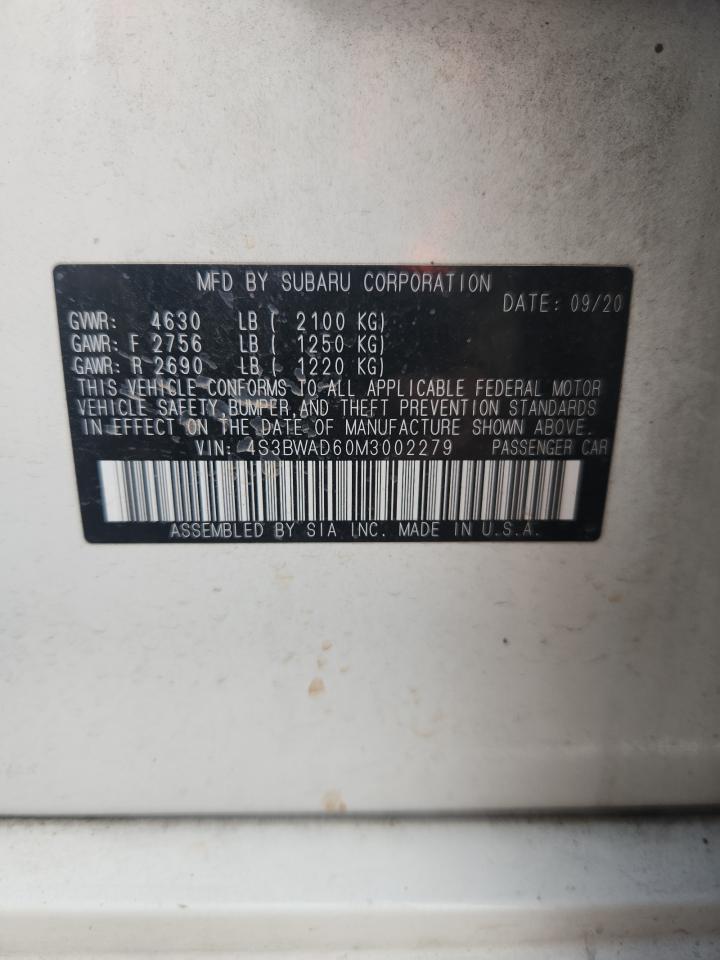 MFD BY SUBARU CORPORATION
DATE: 09/20
GVWR: 4630 LB ( 2100 KG)
GAWR: F 2756 LB ( 1250 KG)
GAWR: R 2690 LB ( 1220 KG)
THIS VEHICLE CONFORMS TO ALL APPLICABLE FEDERAL MOTOR
VEHICLE SAFETY, BUMPER, AND THEFT PREVENTION STANDARDS
IN EFFECT ON THE DATE OF MANUFACTURE SHOWN ABOVE.
VIN: 4S3BWAD60M3002279 PASSENGER CAR
ASSEMBLED BY SIA INC. MADE IN U.S.A.